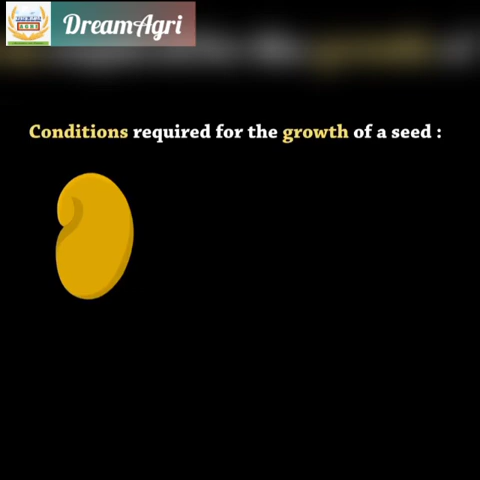 DreamAgri
Conditions required for the growth of a seed :